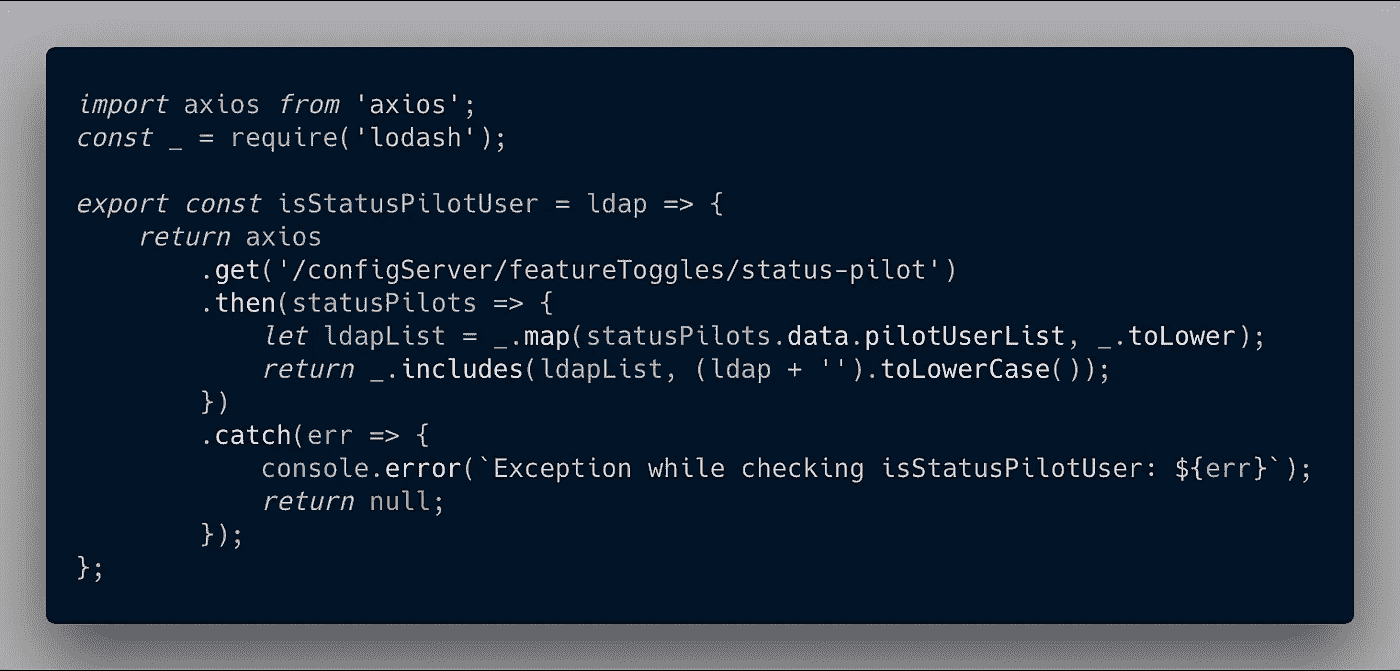 import axios from 'axios';
const _ = require('lodash');
export const isStatusPilotUser = ldap => {
return axios
.get('/configServer/featureToggles/status-pilot')
.then(statusPilots => {
let ldapList = _.map(statusPilots.data.pilotUserList, _.toLower);
return _.includes(ldapList, (ldap + '').toLowerCase());
})
.catch(err => {
console.error(`Exception while checking isStatusPilotUser: ${err}`);
return null;
});
};